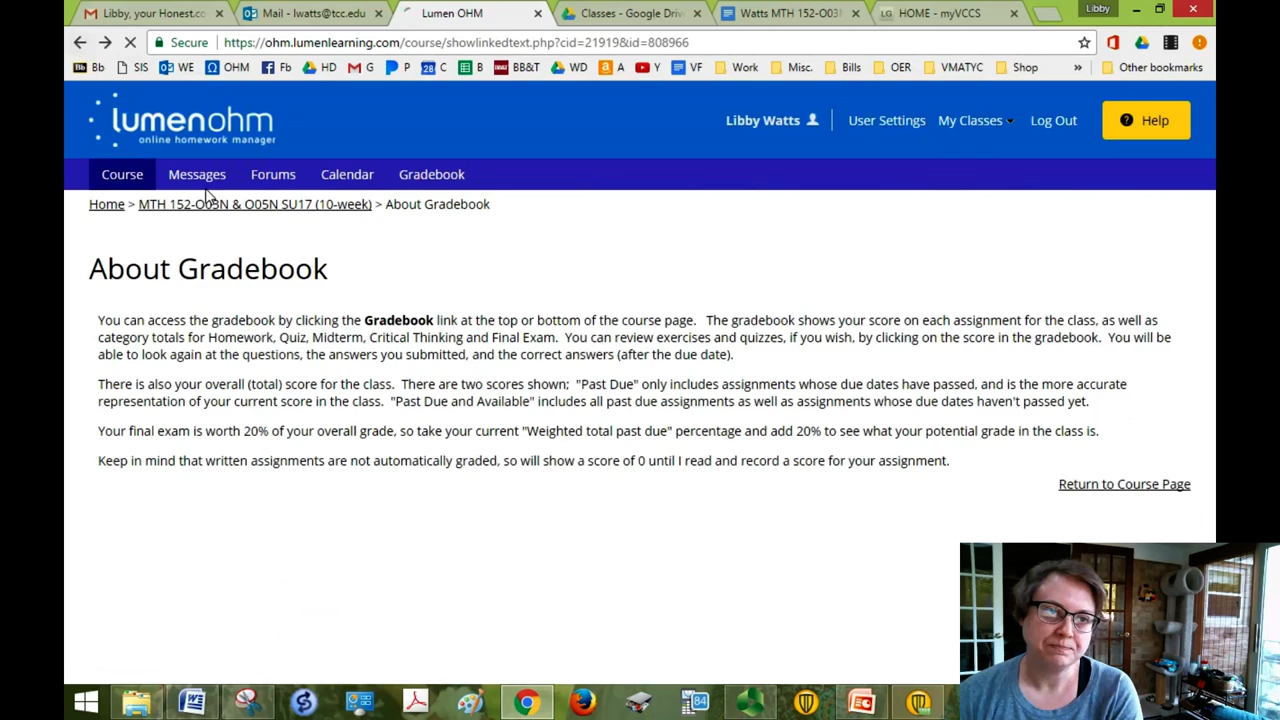 Libby, your Honest.co
Mail - lwatts@tcc.edu
Lumen OHM
Classes - Google Driv
Watts MTH 152-O03
LG HOME - myVCCS
Libby
Secure https://ohm.lumenlearning.com/course/showlinkedtext.php?cid=21919&id=808966
Bb Bb SIS WE OHM Fb HD G P 28 C B BB&T WD A Y VF Work Misc. Bills OER VMATYC Shop » Other bookmarks
lumenohm
online homework manager
Libby Watts User Settings My Classes Log Out ? Help
Course Messages Forums Calendar Gradebook
Home > MTH 152-O03N & O05N SU17 (10-week) > About Gradebook
About Gradebook
You can access the gradebook by clicking the Gradebook link at the top or bottom of the course page. The gradebook shows your score on each assignment for the class, as well as
category totals for Homework, Quiz, Midterm, Critical Thinking and Final Exam. You can review exercises and quizzes, if you wish, by clicking on the score in the gradebook. You will be
able to look again at the questions, the answers you submitted, and the correct answers (after the due date).
There is also your overall (total) score for the class. There are two scores shown; "Past Due" only includes assignments whose due dates have passed, and is the more accurate
representation of your current score in the class. "Past Due and Available" includes all past due assignments as well as assignments whose due dates haven't passed yet.
Your final exam is worth 20% of your overall grade, so take your current "Weighted total past due" percentage and add 20% to see what your potential grade in the class is.
Keep in mind that written assignments are not automatically graded, so will show a score of 0 until I read and record a score for your assignment.
Return to Course Page